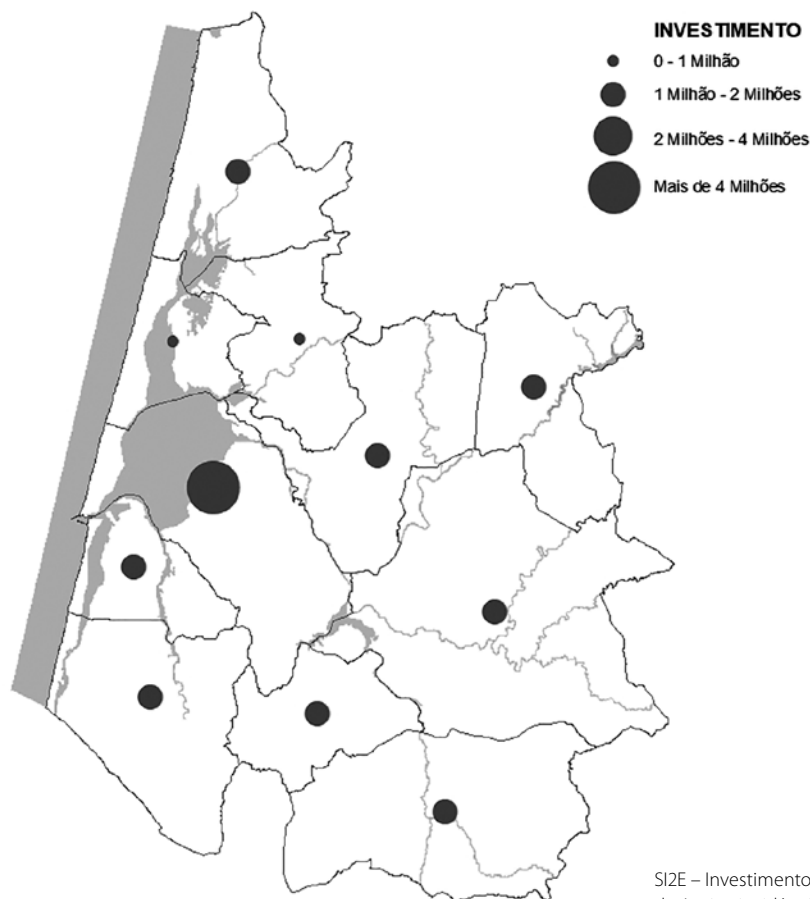 INVESTIMENTO
0 - 1 Milhão
1 Milhão - 2 Milhões
2 Milhões - 4 Milhões
Mais de 4 Milhões
SI2E – Investimento